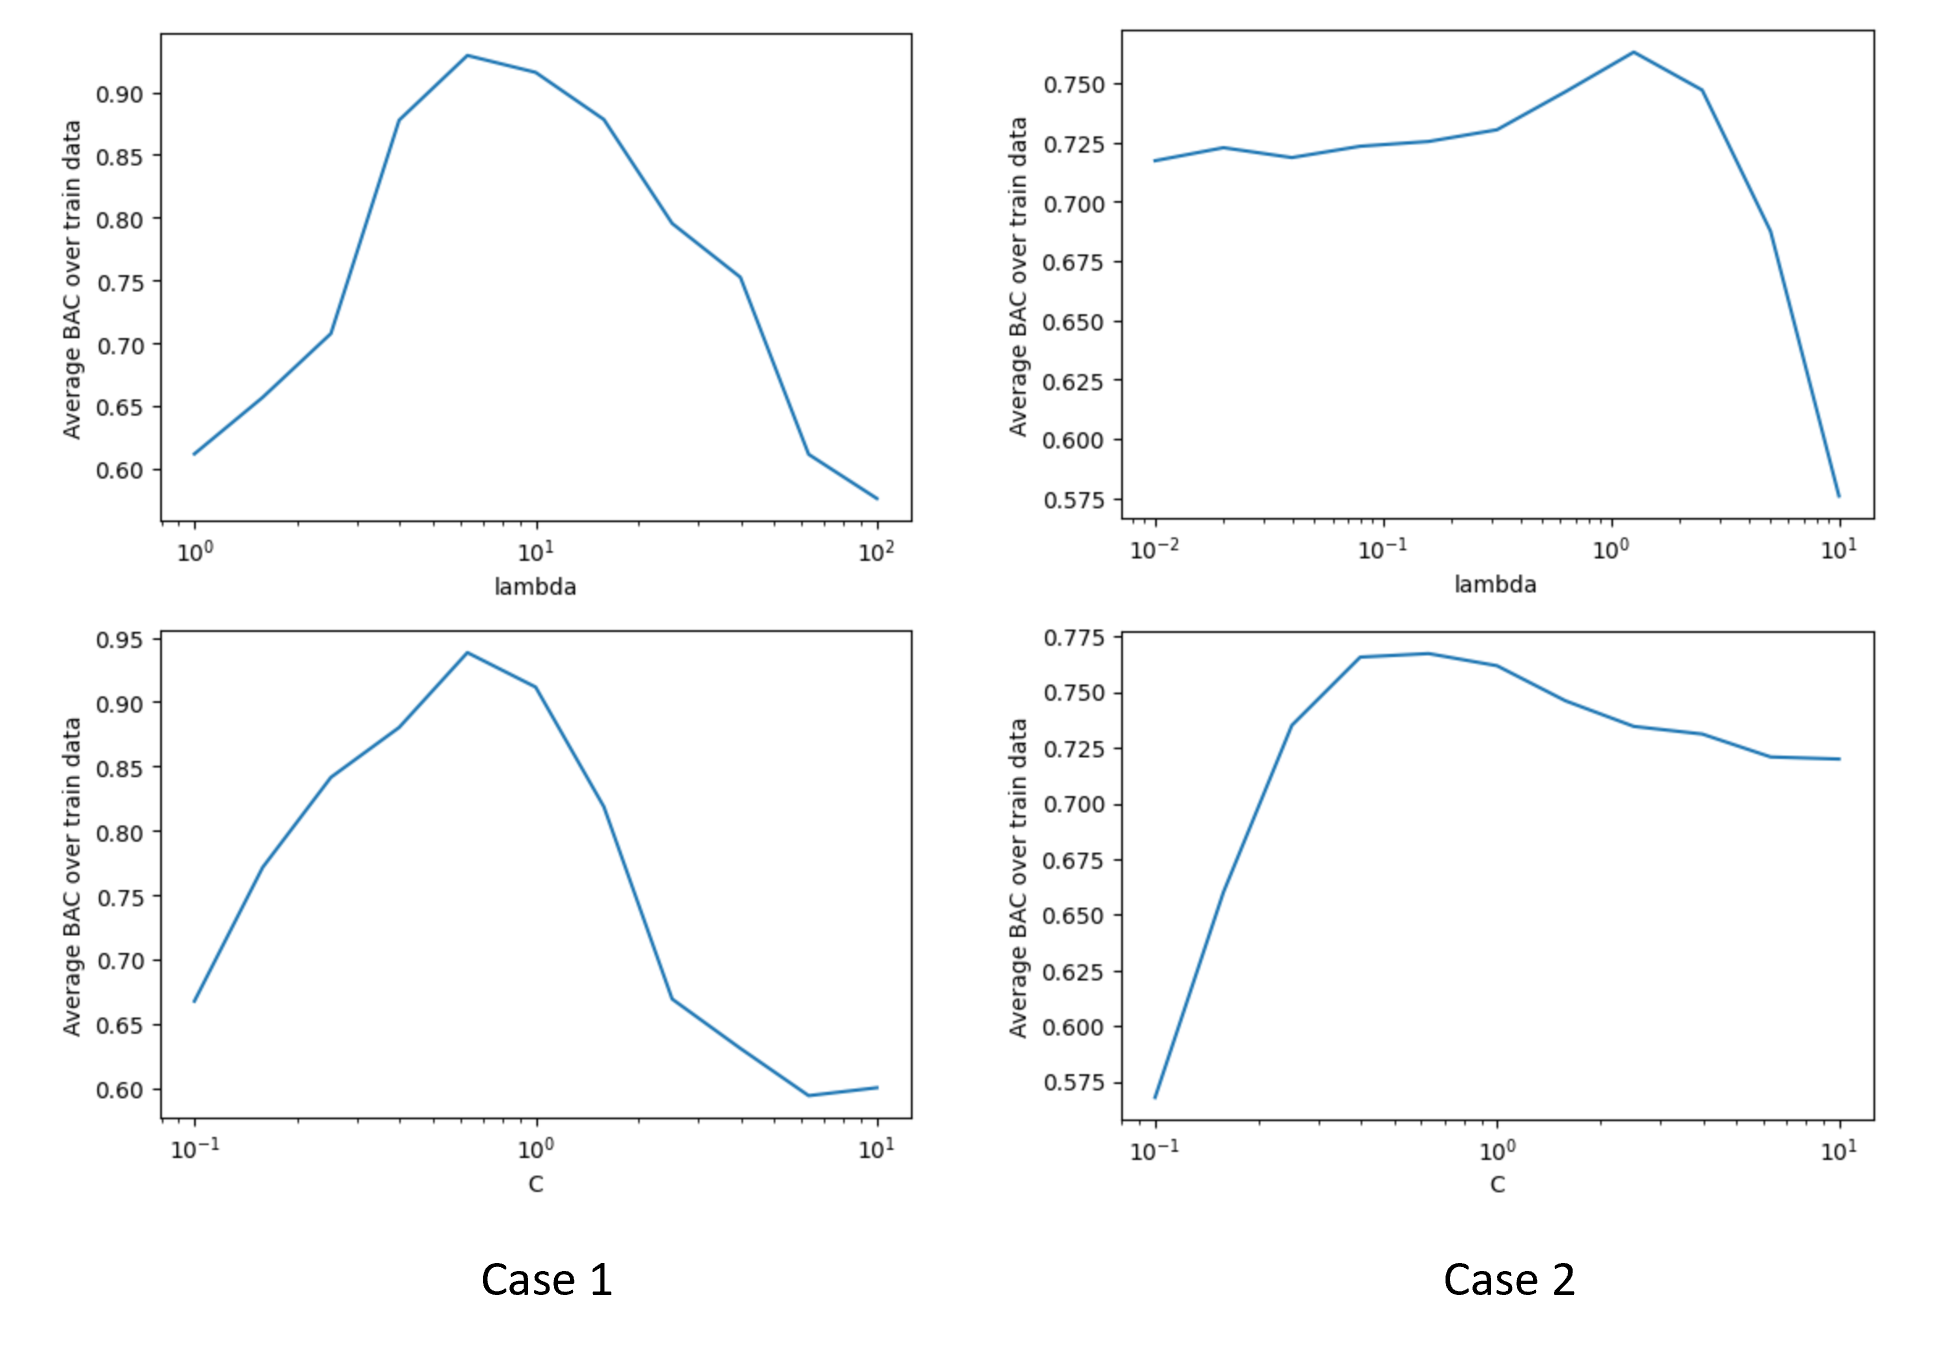 Average BAC over train data
0.90
0.85
0.80
0.75
0.70
0.65
0.60
10⁰ 10¹ 10²
lambda
Average BAC over train data
0.750
0.725
0.700
0.675
0.650
0.625
0.600
0.575
10⁻² 10⁻¹ 10⁰ 10¹
lambda
Average BAC over train data
0.95
0.90
0.85
0.80
0.75
0.70
0.65
0.60
10⁻¹ 10⁰ 10¹
C
Average BAC over train data
0.775
0.750
0.725
0.700
0.675
0.650
0.625
0.600
0.575
10⁻¹ 10⁰ 10¹
C
Case 1
Case 2